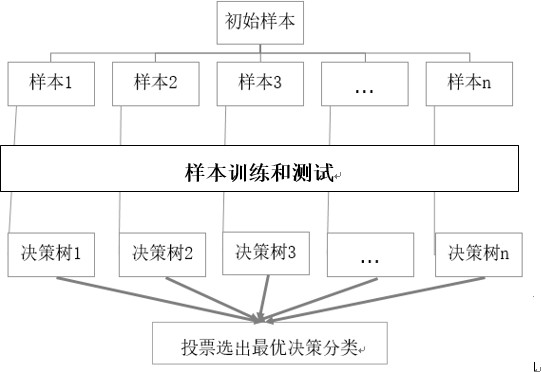 初始样本
样本1 样本2 样本3 ... 样本n
样本训练和测试
决策树1 决策树2 决策树3 ... 决策树n
投票选出最优决策分类